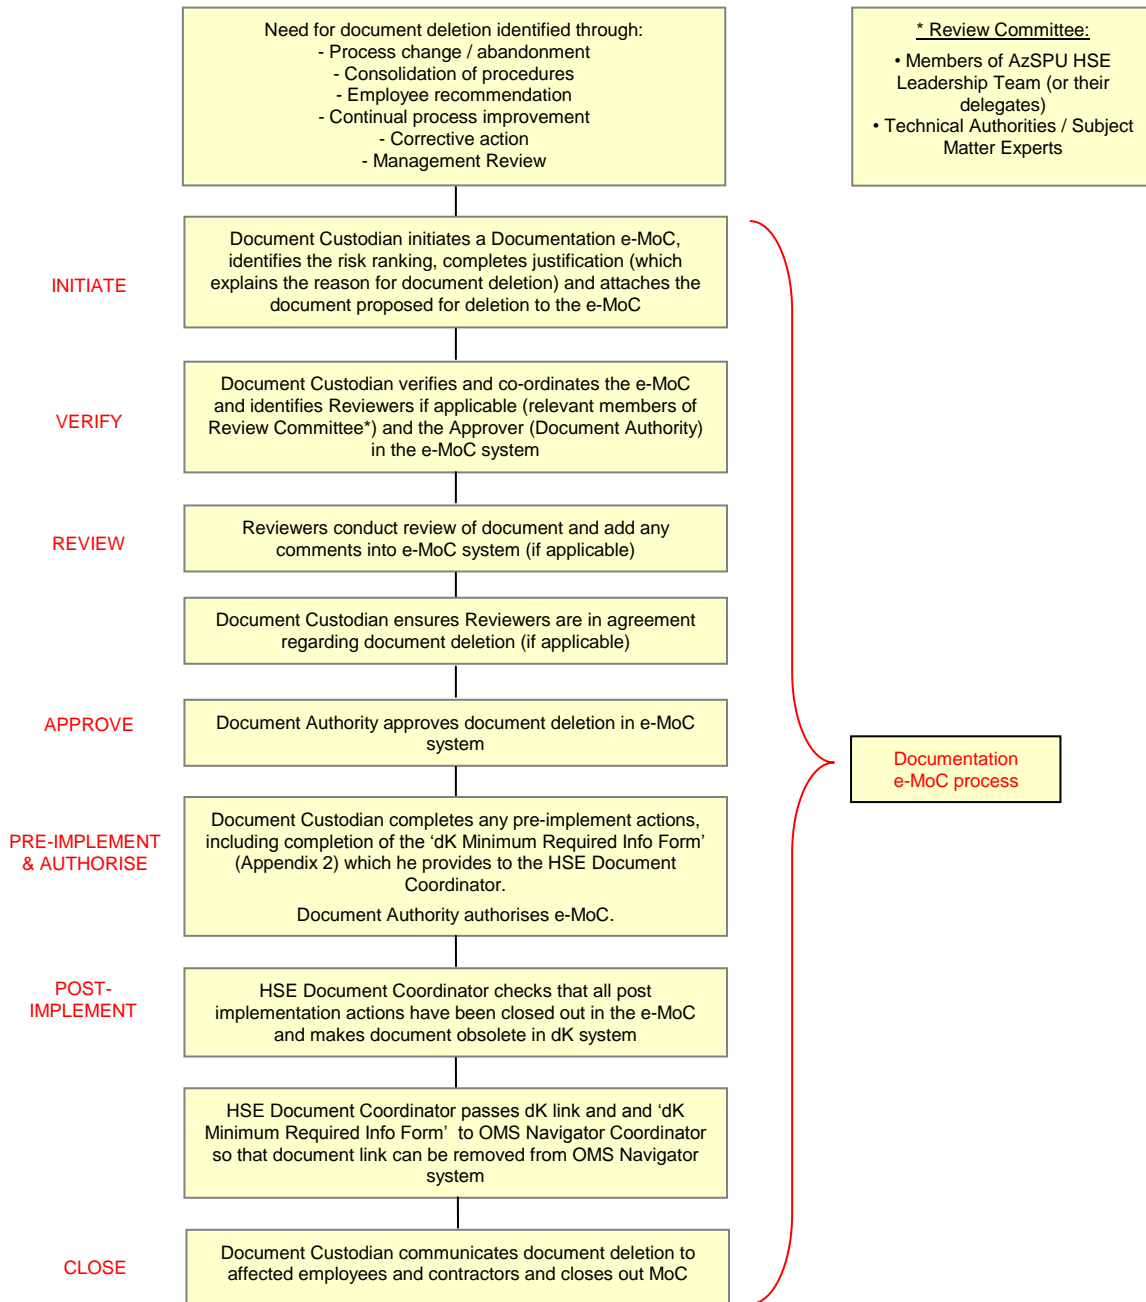 Need for document deletion identified through:
- Process change / abandonment
- Consolidation of procedures
- Employee recommendation
- Continual process improvement
- Corrective action
- Management Review
* Review Committee:
• Members of AzSPU HSE
Leadership Team (or their
delegates)
• Technical Authorities / Subject
Matter Experts
INITIATE
Document Custodian initiates a Documentation e-MoC,
identifies the risk ranking, completes justification (which
explains the reason for document deletion) and attaches the
document proposed for deletion to the e-MoC
VERIFY
Document Custodian verifies and co-ordinates the e-MoC
and identifies Reviewers if applicable (relevant members of
Review Committee*) and the Approver (Document Authority)
in the e-MoC system
REVIEW
Reviewers conduct review of document and add any
comments into e-MoC system (if applicable)
Document Custodian ensures Reviewers are in agreement
regarding document deletion (if applicable)
APPROVE
Document Authority approves document deletion in e-MoC
system
Documentation
e-MoC process
PRE-IMPLEMENT
& AUTHORISE
Document Custodian completes any pre-implement actions,
including completion of the ‘dK Minimum Required Info Form’
(Appendix 2) which he provides to the HSE Document
Coordinator.
Document Authority authorises e-MoC.
POST-
IMPLEMENT
HSE Document Coordinator checks that all post
implementation actions have been closed out in the e-MoC
and makes document obsolete in dK system
HSE Document Coordinator passes dK link and and ‘dK
Minimum Required Info Form’ to OMS Navigator Coordinator
so that document link can be removed from OMS Navigator
system
CLOSE
Document Custodian communicates document deletion to
affected employees and contractors and closes out MoC